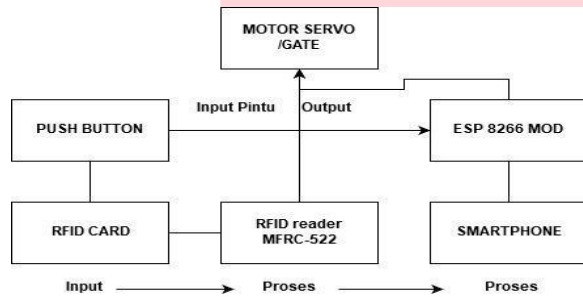 MOTOR SERVO
/GATE
Input Pintu Output
PUSH BUTTON
ESP 8266 MOD
RFID CARD
RFID reader
MFRC-522
SMARTPHONE
Input Proses Proses